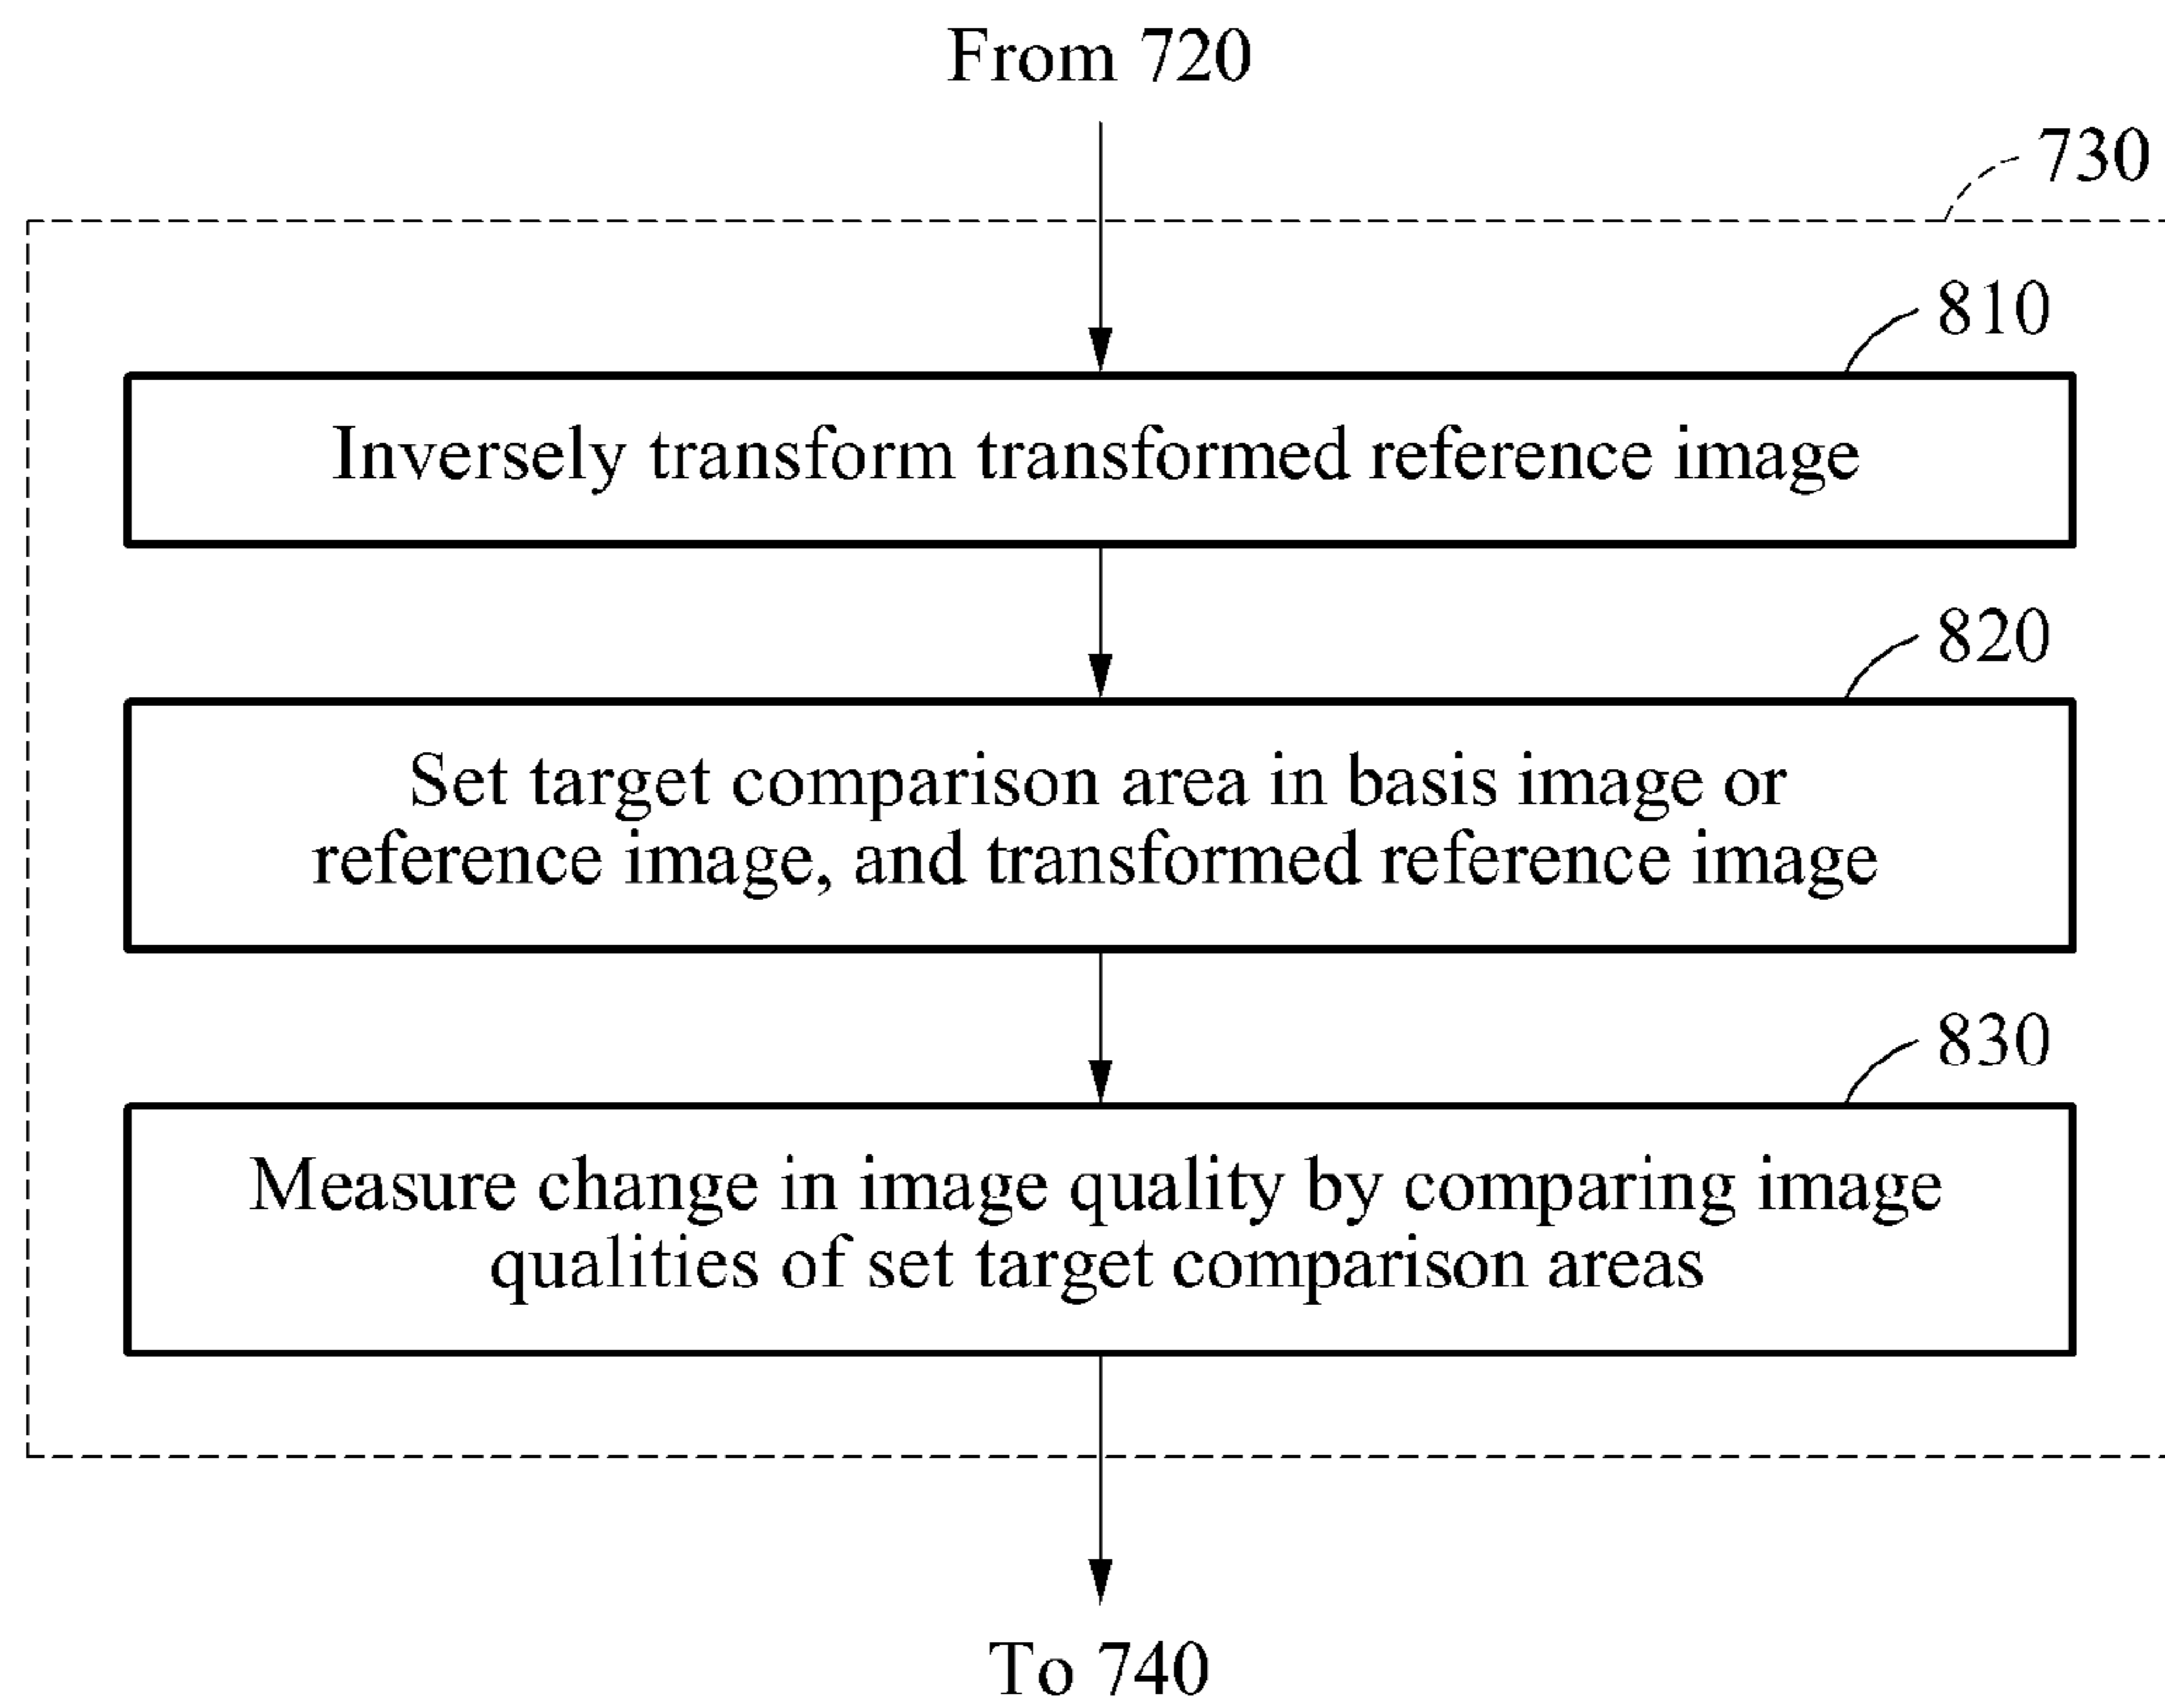 From 720
730
810
Inversely transform transformed reference image
820
Set target comparison area in basis image or
reference image, and transformed reference image
830
Measure change in image quality by comparing image
qualities of set target comparison areas
To 740